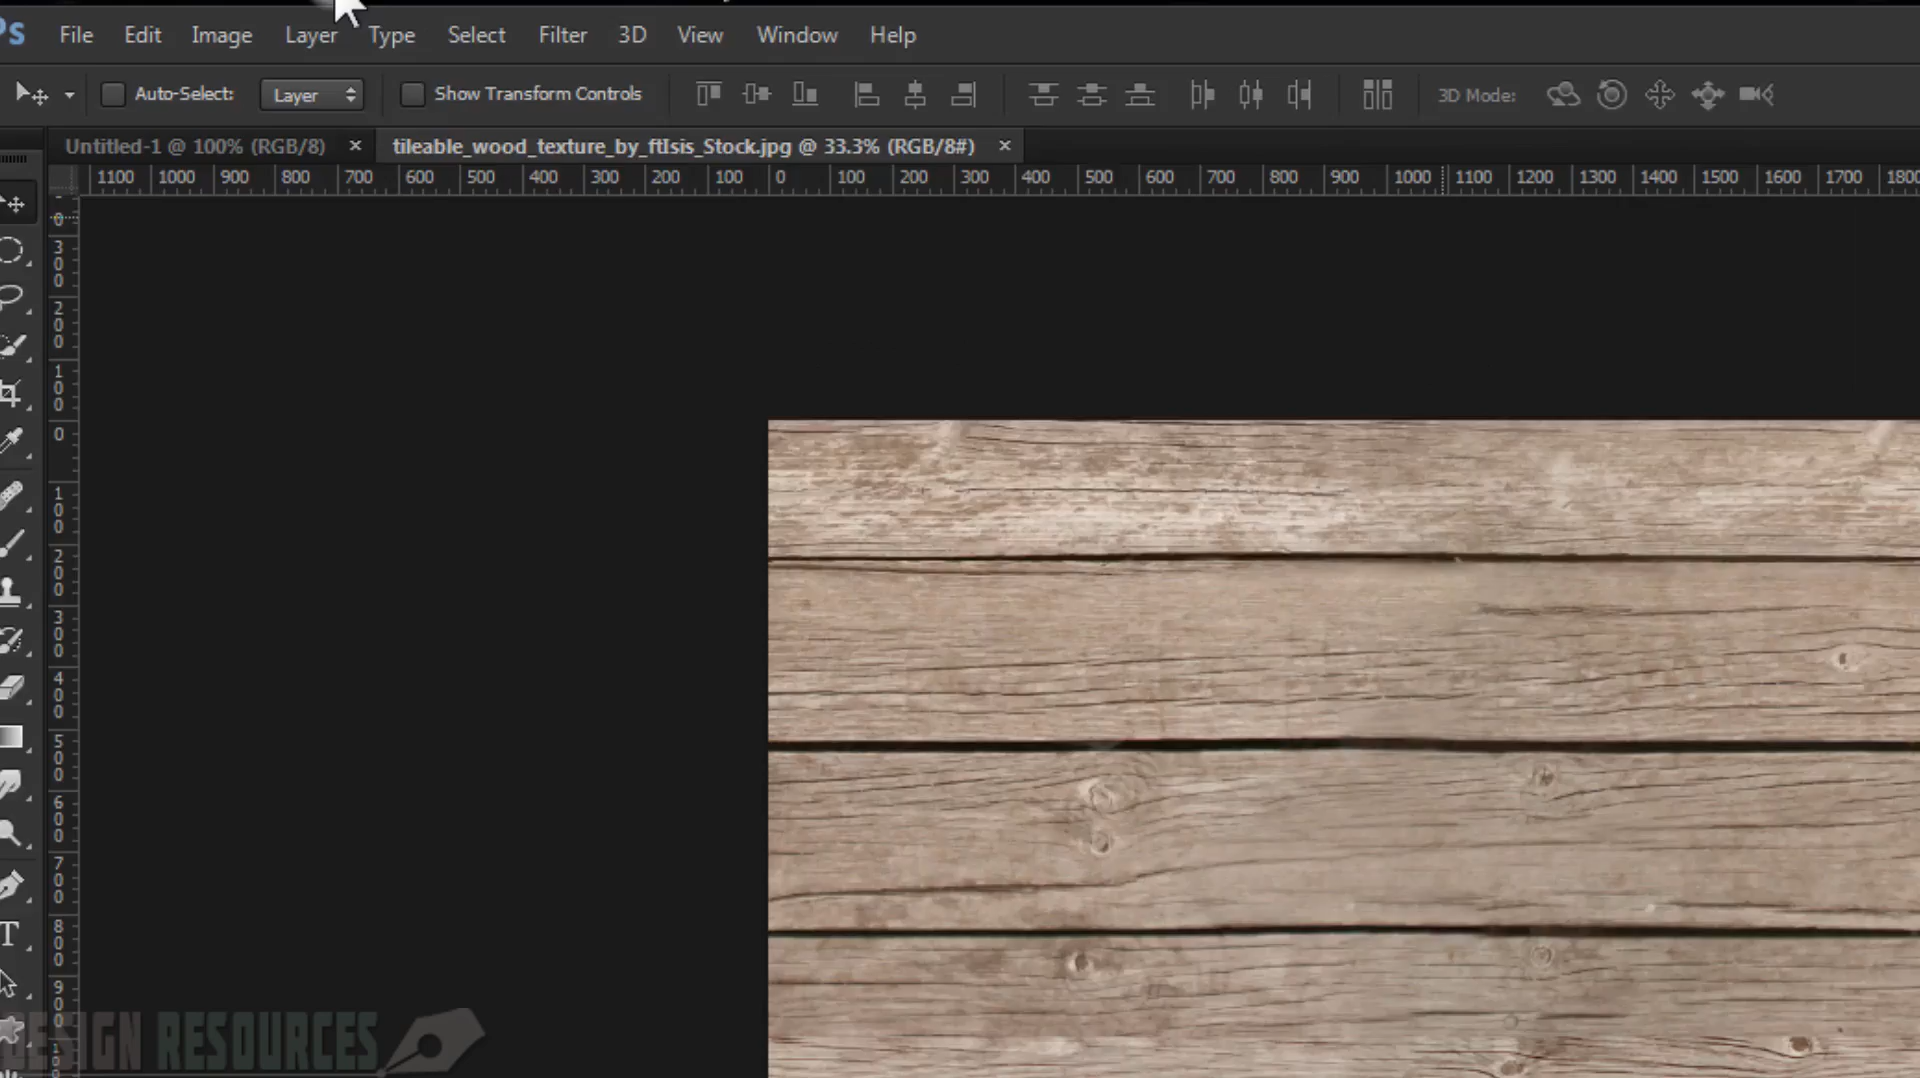 Ps File Edit Image Layer Type Select Filter 3D View Window Help
Auto-Select: Layer Show Transform Controls 3D Mode:
Untitled-1 @ 100% (RGB/8) × tileable_wood_texture_by_ftIsis_Stock.jpg @ 33.3% (RGB/8#) ×
1100 1000 900 800 700 600 500 400 300 200 100 0 100 200 300 400 500 600 700 800 900 1000 1100 1200 1300 1400 1500 1600 1700 1800
0
300
200
100
0
100
200
300
400
500
600
700
800
900
DESIGN RESOURCES